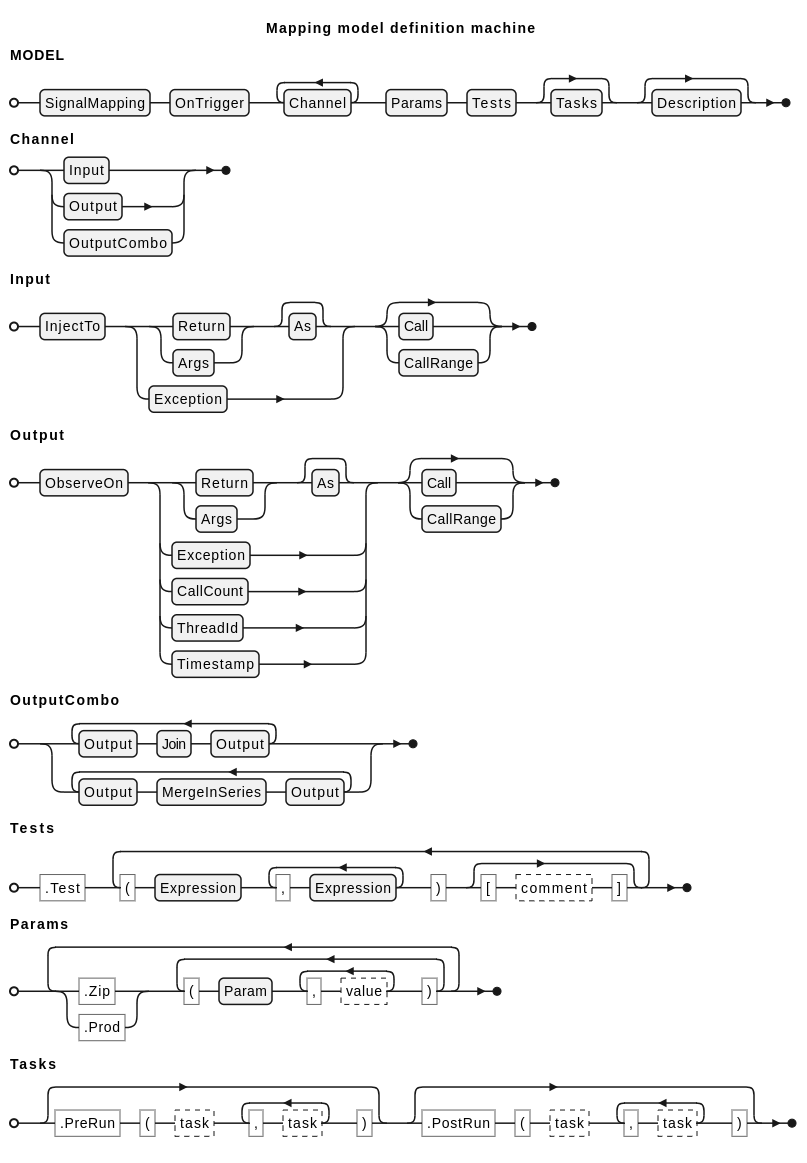 Mapping model definition machine
MODEL
SignalMapping OnTrigger Channel Params Tests Tasks Description
Channel
Input
Output
OutputCombo
Input
InjectTo Return As Call
Args CallRange
Exception
Output
ObserveOn Return As Call
Args CallRange
Exception
CallCount
ThreadId
Timestamp
OutputCombo
Output Join Output
Output MergeInSeries Output
Tests
.Test ( Expression , Expression ) [ comment ]
Params
.Zip ( Param , value )
.Prod
Tasks
.PreRun ( task , task ) .PostRun ( task , task )